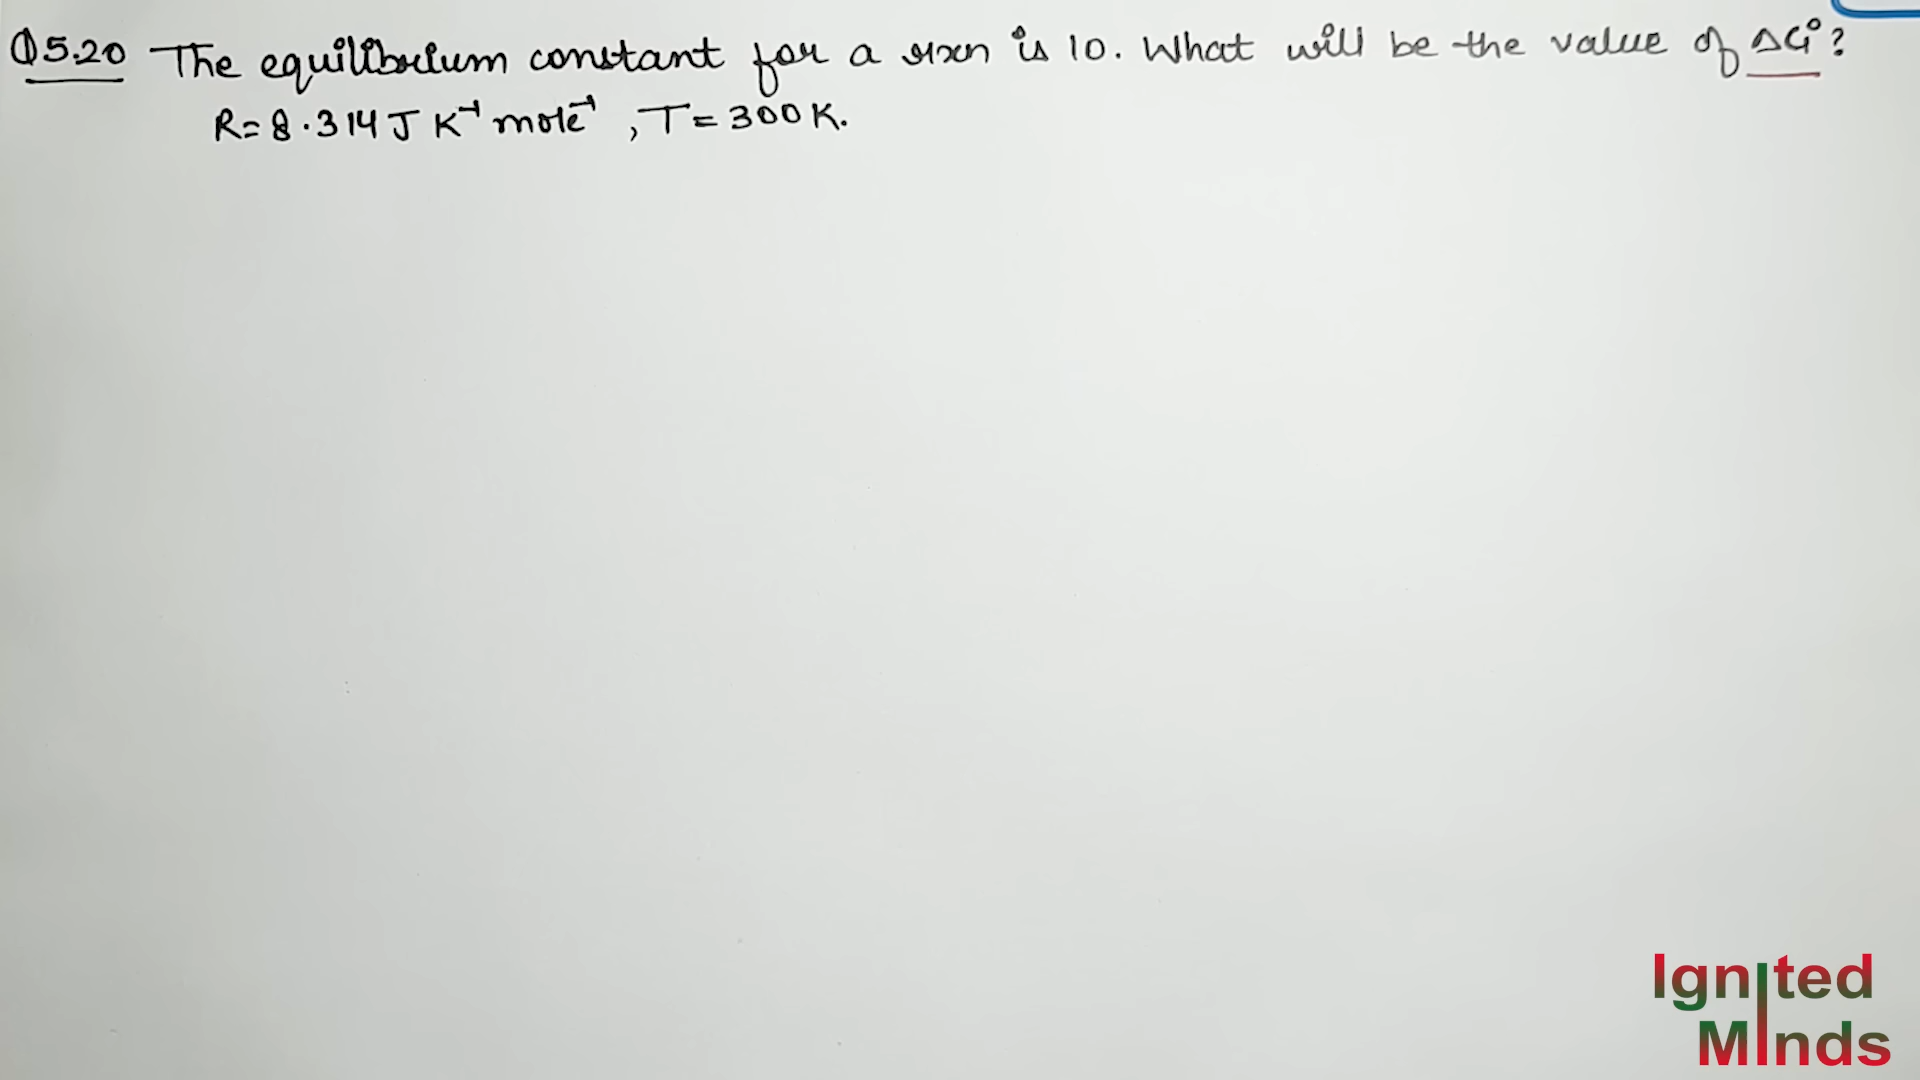 Q5.20 The equilibrium constant for a rxn is 10. What will be the value of ΔG°?
R=8.314 J K⁻¹ mole⁻¹, T = 300 K.
Ignited
Minds